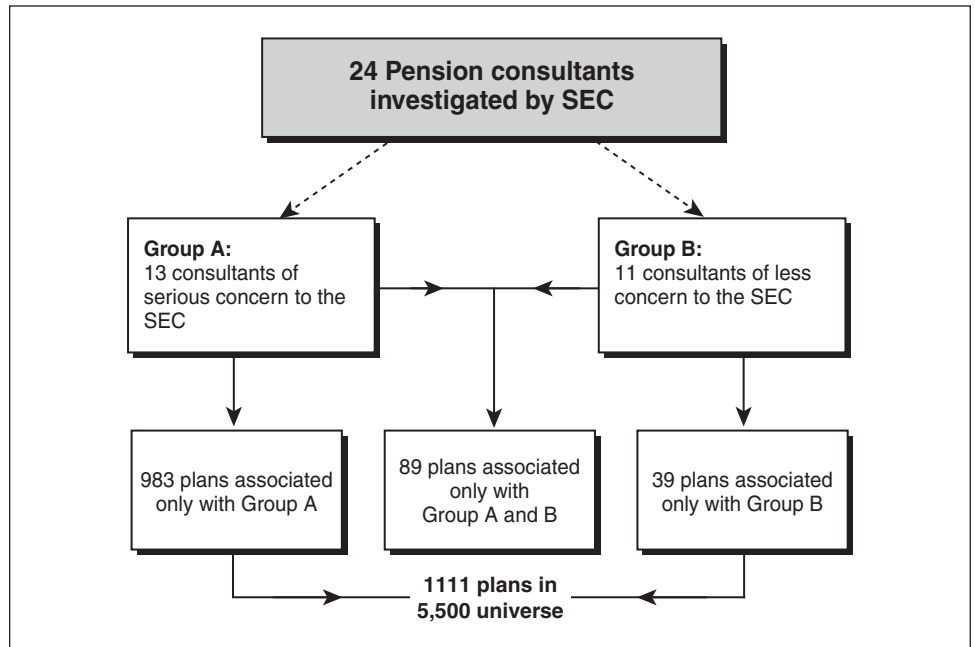 24 Pension consultants
investigated by SEC
Group A:
13 consultants of
serious concern to the
SEC
Group B:
11 consultants of less
concern to the SEC
983 plans associated
only with Group A
89 plans associated
only with
Group A and B
39 plans associated
only with Group B
1111 plans in
5,500 universe